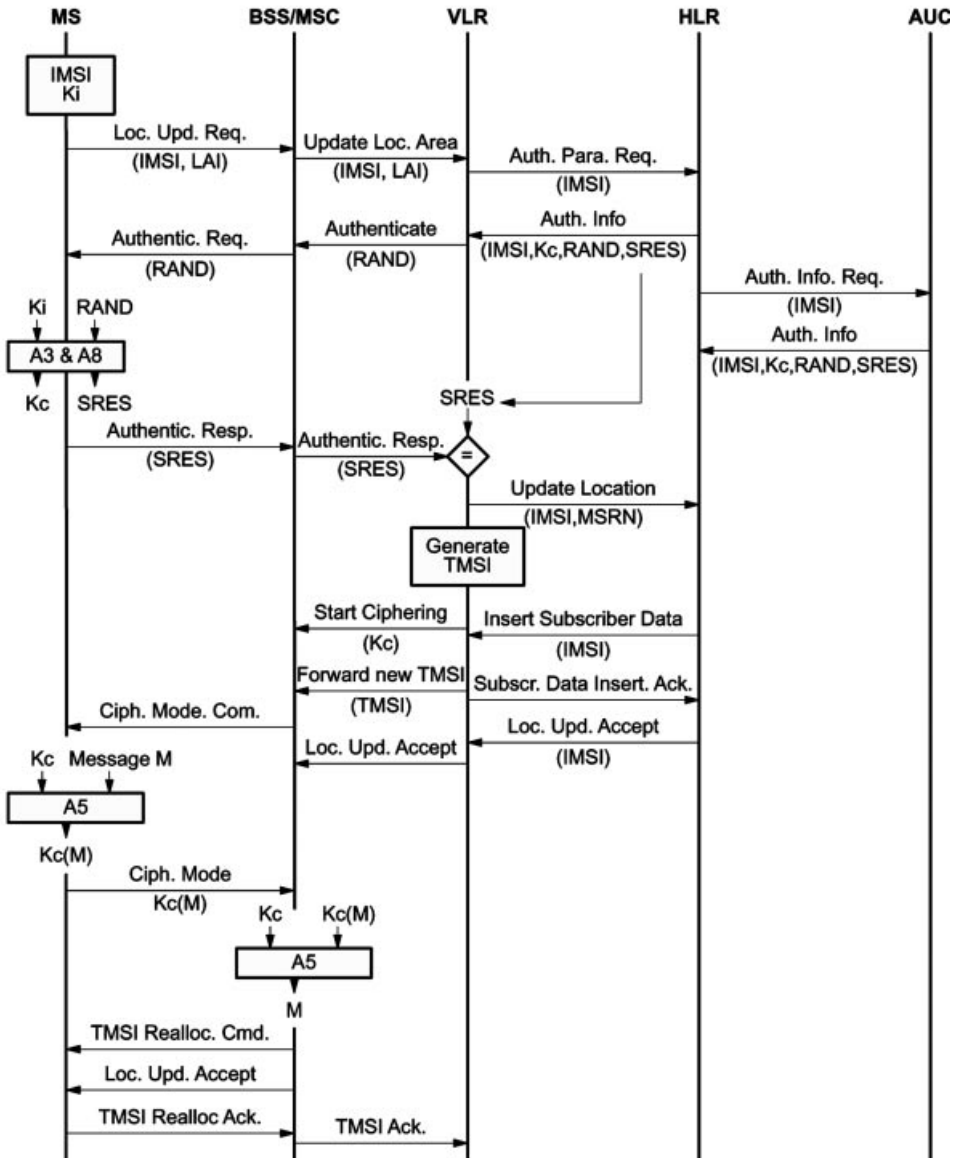 MS BSS/MSC VLR HLR AUC
IMSI
Ki
Loc. Upd. Req.
(IMSI, LAI)
Update Loc. Area
(IMSI, LAI)
Auth. Para. Req.
(IMSI)
Auth. Info
(IMSI,Kc,RAND,SRES)
Authenticate
(RAND)
Authentic. Req.
(RAND)
Auth. Info. Req.
(IMSI)
Auth. Info
(IMSI,Kc,RAND,SRES)
Ki RAND
A3 & A8
Kc SRES
SRES
Authentic. Resp.
(SRES)
Authentic. Resp.
(SRES)
=
Update Location
(IMSI,MSRN)
Generate
TMSI
Start Ciphering
(Kc)
Insert Subscriber Data
(IMSI)
Forward new TMSI
(TMSI)
Subscr. Data Insert. Ack.
Ciph. Mode. Com.
Loc. Upd. Accept
(IMSI)
Loc. Upd. Accept
Kc Message M
A5
Kc(M)
Ciph. Mode
Kc(M)
Kc Kc(M)
A5
M
TMSI Realloc. Cmd.
Loc. Upd. Accept
TMSI Realloc Ack.
TMSI Ack.